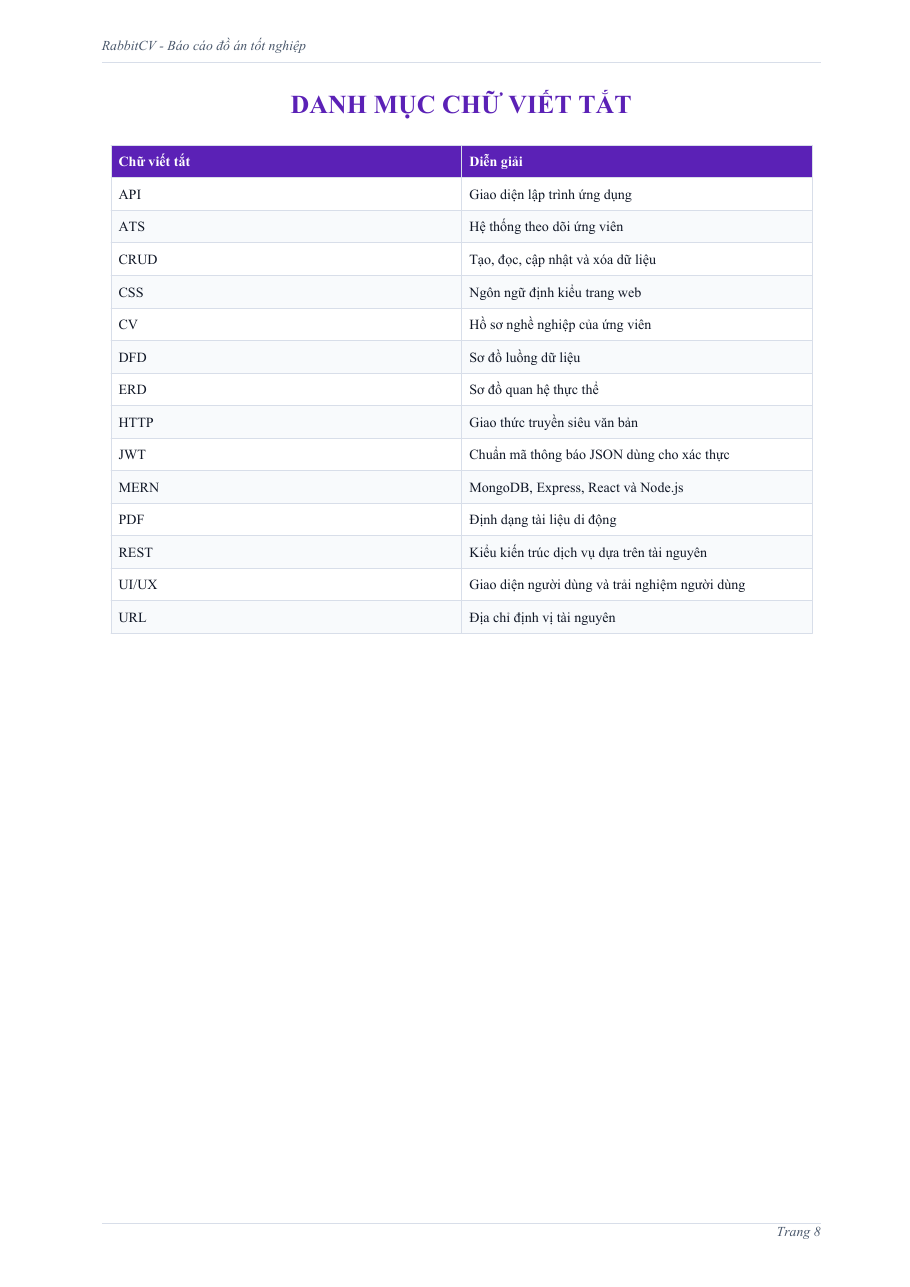 RabbitCV - Báo cáo đồ án tốt nghiệp
DANH MỤC CHỮ VIẾT TẮT
Chữ viết tắt Diễn giải
API Giao diện lập trình ứng dụng
ATS Hệ thống theo dõi ứng viên
CRUD Tạo, đọc, cập nhật và xóa dữ liệu
CSS Ngôn ngữ định kiểu trang web
CV Hồ sơ nghề nghiệp của ứng viên
DFD Sơ đồ luồng dữ liệu
ERD Sơ đồ quan hệ thực thể
HTTP Giao thức truyền siêu văn bản
JWT Chuẩn mã thông báo JSON dùng cho xác thực
MERN MongoDB, Express, React và Node.js
PDF Định dạng tài liệu di động
REST Kiểu kiến trúc dịch vụ dựa trên tài nguyên
UI/UX Giao diện người dùng và trải nghiệm người dùng
URL Địa chỉ định vị tài nguyên
Trang 8